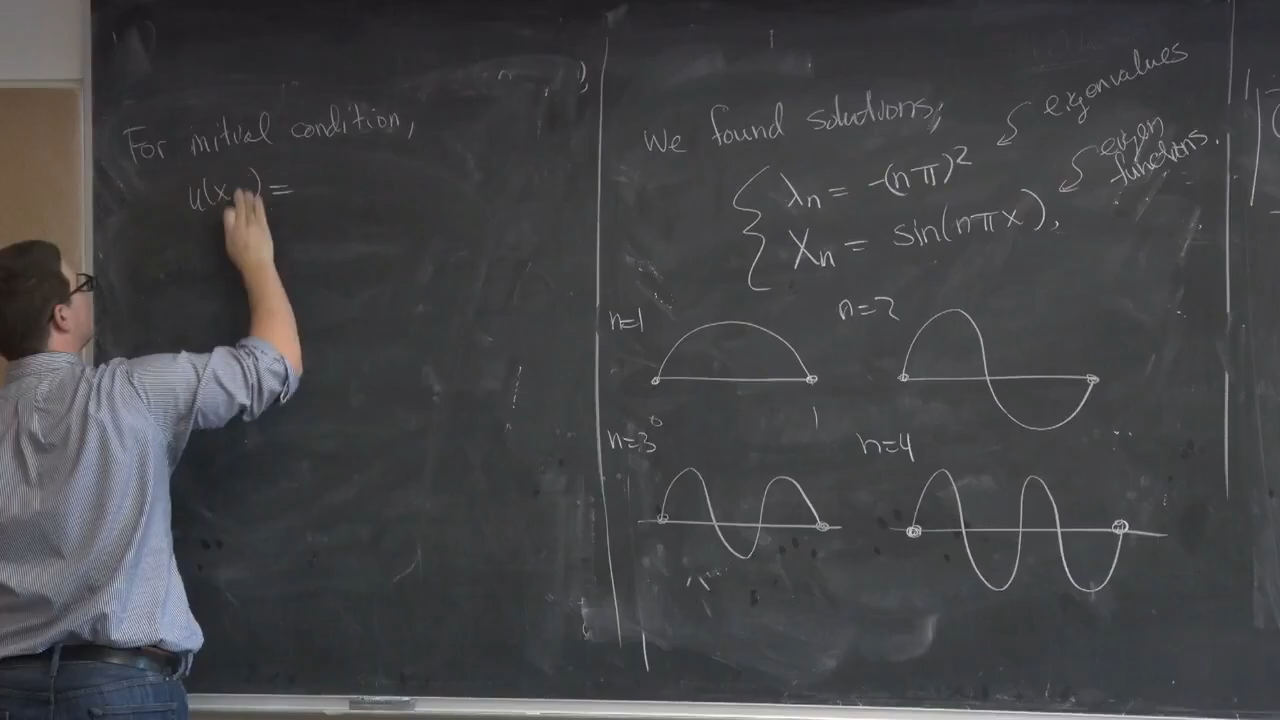 For initial condition,
u(x ) =
We found solutions;
λn = -(nπ)²
eigenvalues
Xn = sin(nπx),
eigen
functions.
n=1
n=2
0
1
n=3
n=4